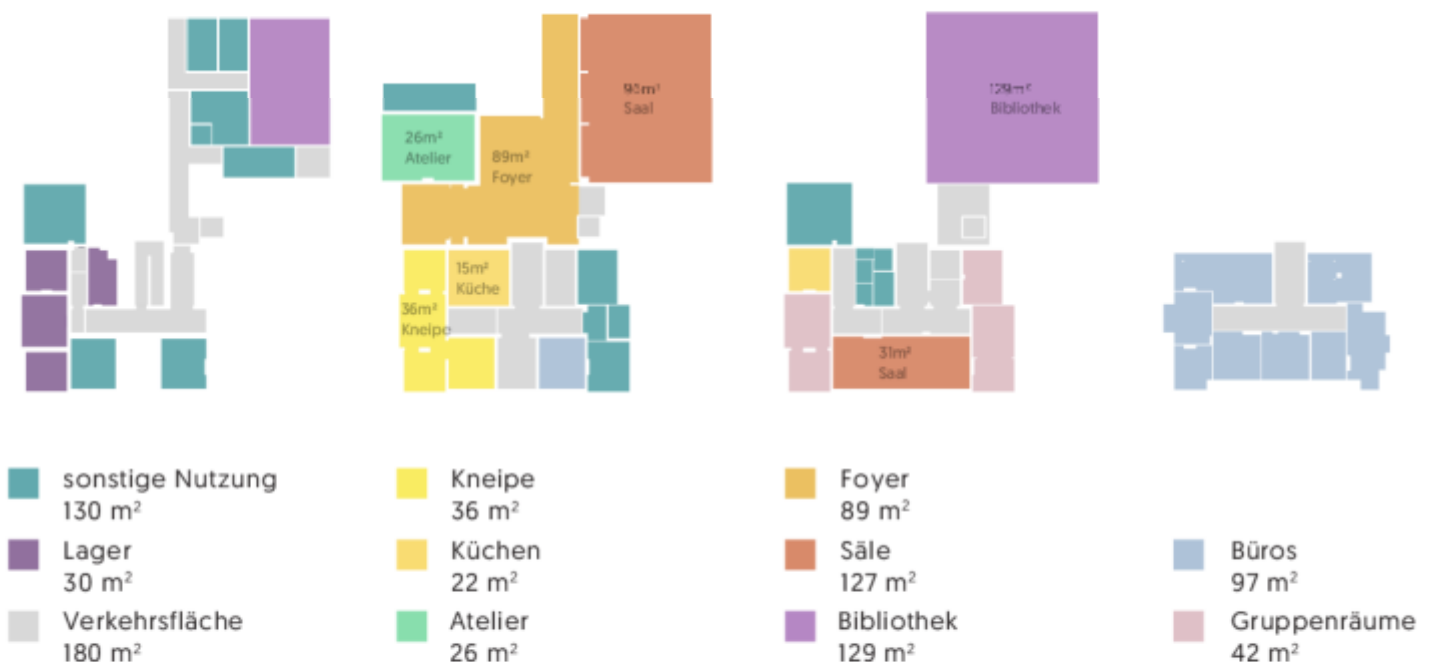 96m²
Saal
129m²
Bibliothek
26m²
Atelier
89m²
Foyer
15m²
Küche
36m²
Kneipe
31m²
Saal
sonstige Nutzung
130 m²
Kneipe
36 m²
Foyer
89 m²
Lager
30 m²
Küchen
22 m²
Säle
127 m²
Büros
97 m²
Verkehrsfläche
180 m²
Atelier
26 m²
Bibliothek
129 m²
Gruppenräume
42 m²